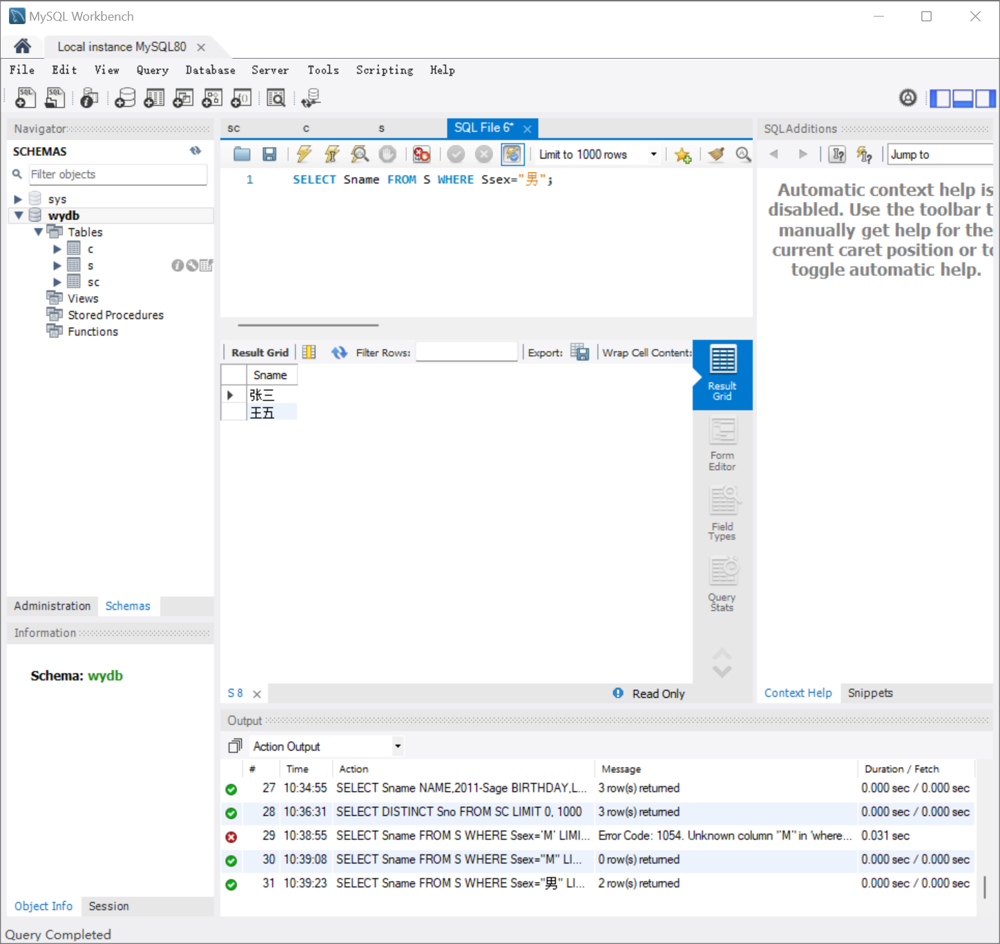 MySQL Workbench
Local instance MySQL80
File Edit View Query Database Server Tools Scripting Help
Navigator
SCHEMAS
Filter objects
sys
wydb
Tables
c
s
sc
Views
Stored Procedures
Functions
Administration Schemas
Information
Schema: wydb
Object Info Session
sc c s SQL File 6*
Limit to 1000 rows
1 SELECT Sname FROM S WHERE Ssex="男";
Result Grid Filter Rows: Export: Wrap Cell Content:
Sname
张三
王五
Result
Grid
Form
Editor
Field
Types
Query
Stats
S 8 Read Only
SQLAdditions
Jump to
Automatic context help is
disabled. Use the toolbar t
manually get help for the
current caret position or to
toggle automatic help.
Context Help Snippets
Output
Action Output
# Time Action Message Duration / Fetch
27 10:34:55 SELECT Sname NAME,2011-Sage BIRTHDAY,L... 3 row(s) returned 0.000 sec / 0.000 sec
28 10:36:31 SELECT DISTINCT Sno FROM SC LIMIT 0, 1000 3 row(s) returned 0.000 sec / 0.000 sec
29 10:38:55 SELECT Sname FROM S WHERE Ssex=‘M’ LIMI... Error Code: 1054. Unknown column '‘M’' in 'where... 0.031 sec
30 10:39:08 SELECT Sname FROM S WHERE Ssex="M" LI... 0 row(s) returned 0.000 sec / 0.000 sec
31 10:39:23 SELECT Sname FROM S WHERE Ssex="男" LI... 2 row(s) returned 0.000 sec / 0.000 sec
Query Completed